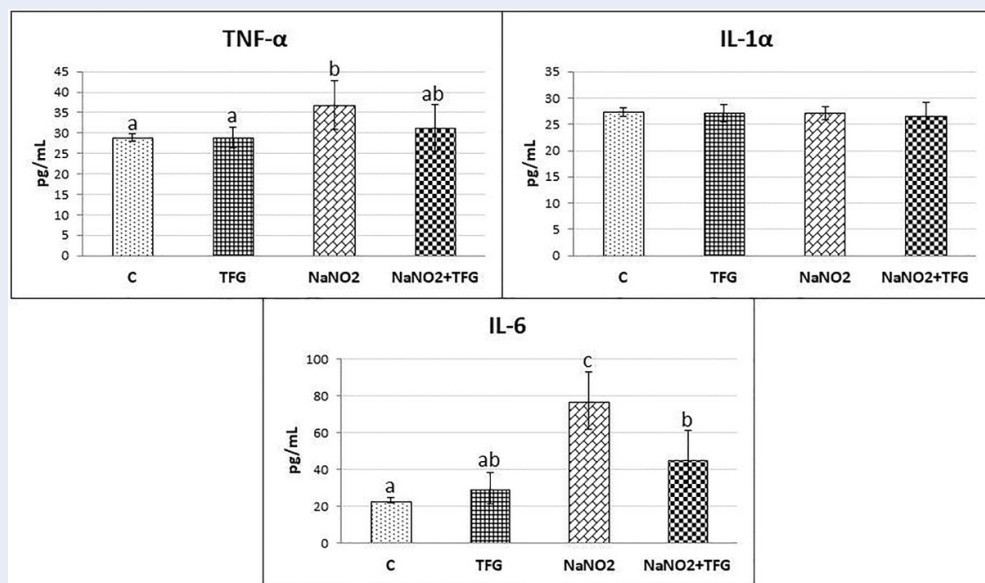 TNF-α
pg/mL
45
40
35
30
25
20
15
10
5
0
a
a
b
ab
C TFG NaNO2 NaNO2+TFG
IL-1α
pg/mL
35
30
25
20
15
10
5
0
C TFG NaNO2 NaNO2+TFG
IL-6
pg/mL
100
80
60
40
20
0
a
ab
c
b
C TFG NaNO2 NaNO2+TFG